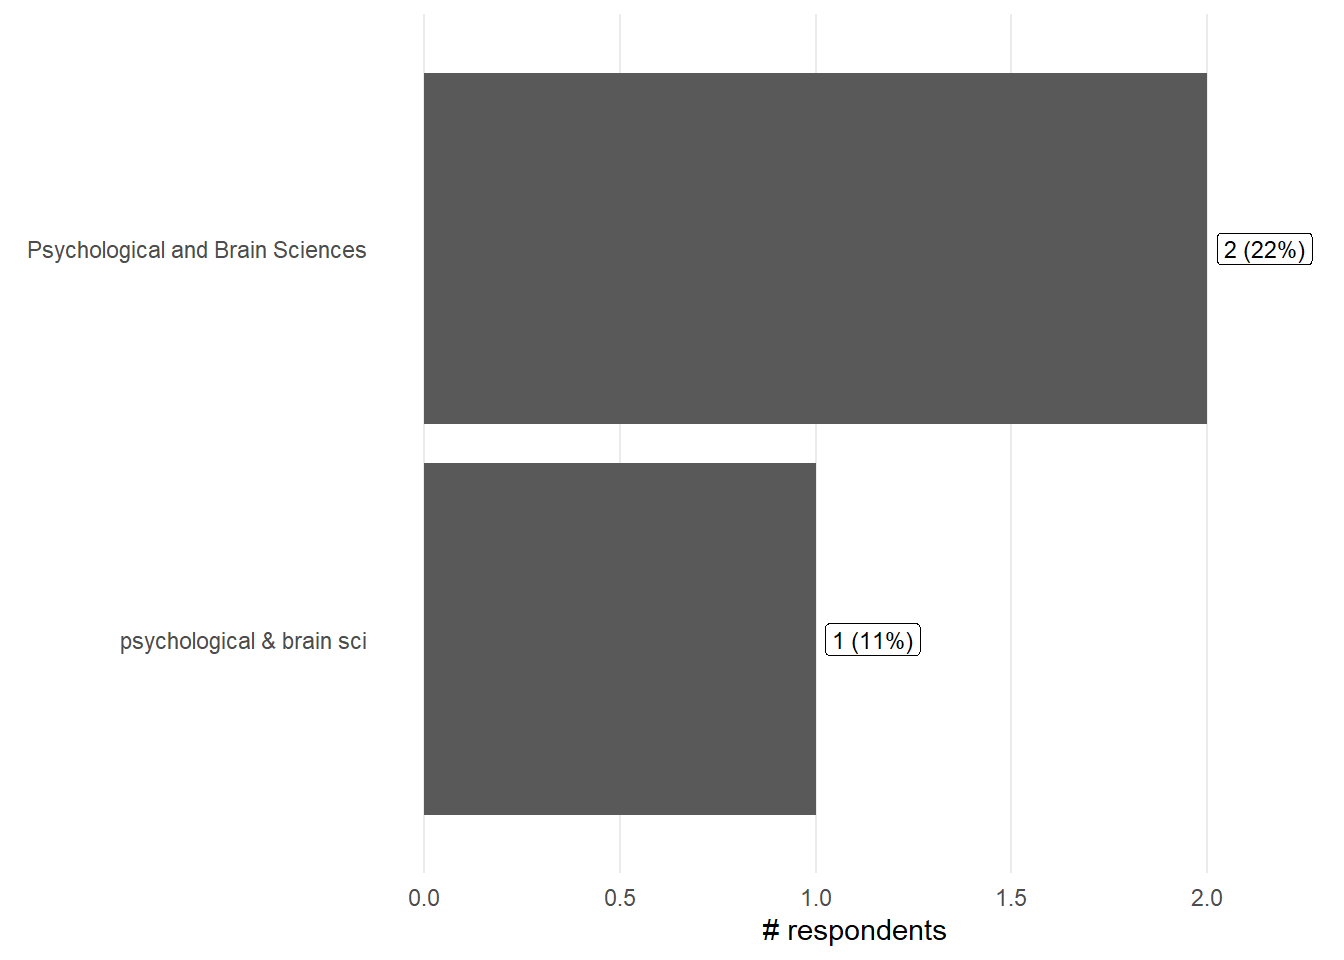 Psychological and Brain Sciences
2 (22%)
psychological & brain sci
1 (11%)
0.0 0.5 1.0 1.5 2.0
# respondents